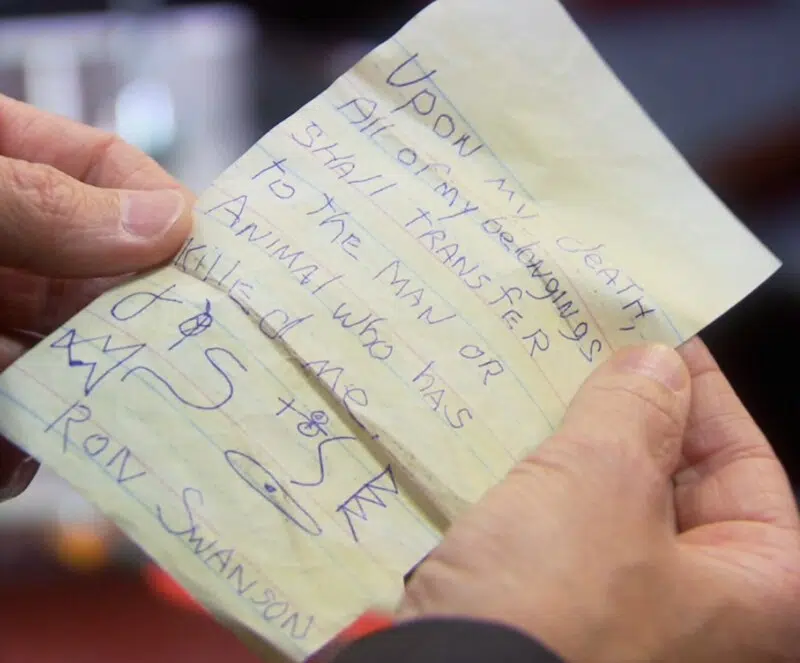 UPON MY dEATH,
All of my belongings
SHAll TRANSfER
to the MAN OR
ANIMAl wHO HAS
KIllEd ME.
RON SWANSON